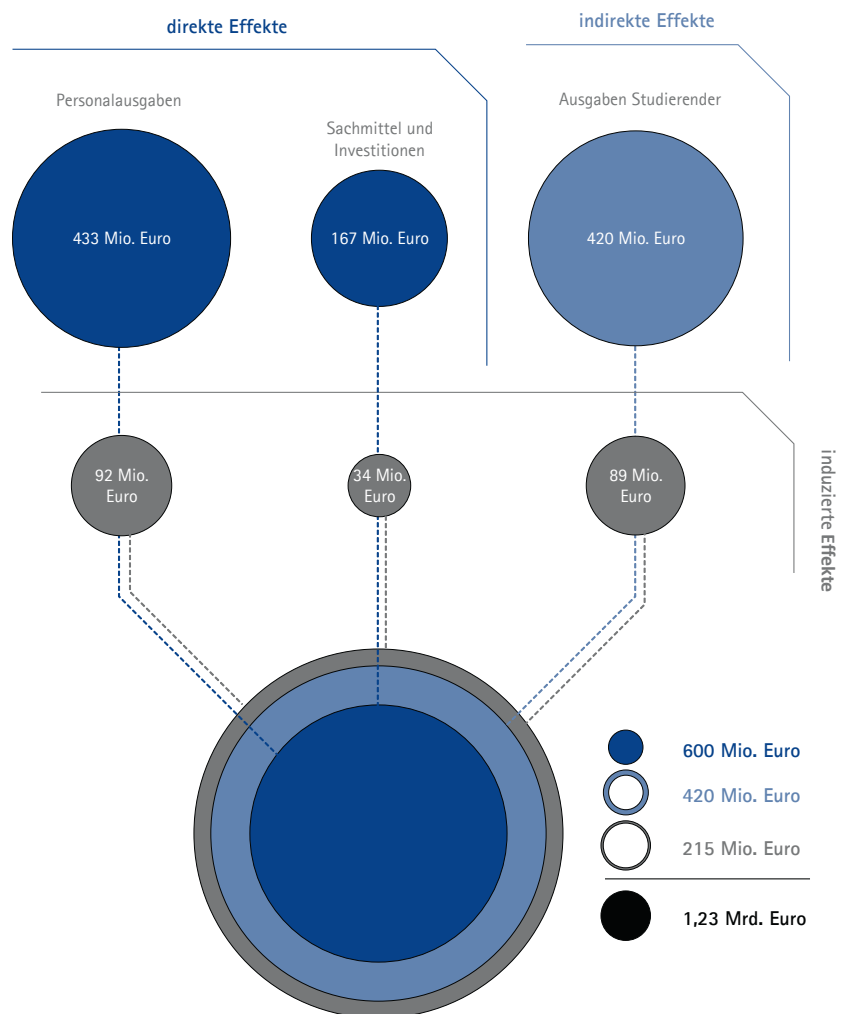 direkte Effekte
indirekte Effekte
Personalausgaben
Sachmittel und
Investitionen
Ausgaben Studierender
433 Mio. Euro
167 Mio. Euro
420 Mio. Euro
92 Mio.
Euro
34 Mio.
Euro
89 Mio.
Euro
induzierte Effekte
600 Mio. Euro
420 Mio. Euro
215 Mio. Euro
1,23 Mrd. Euro